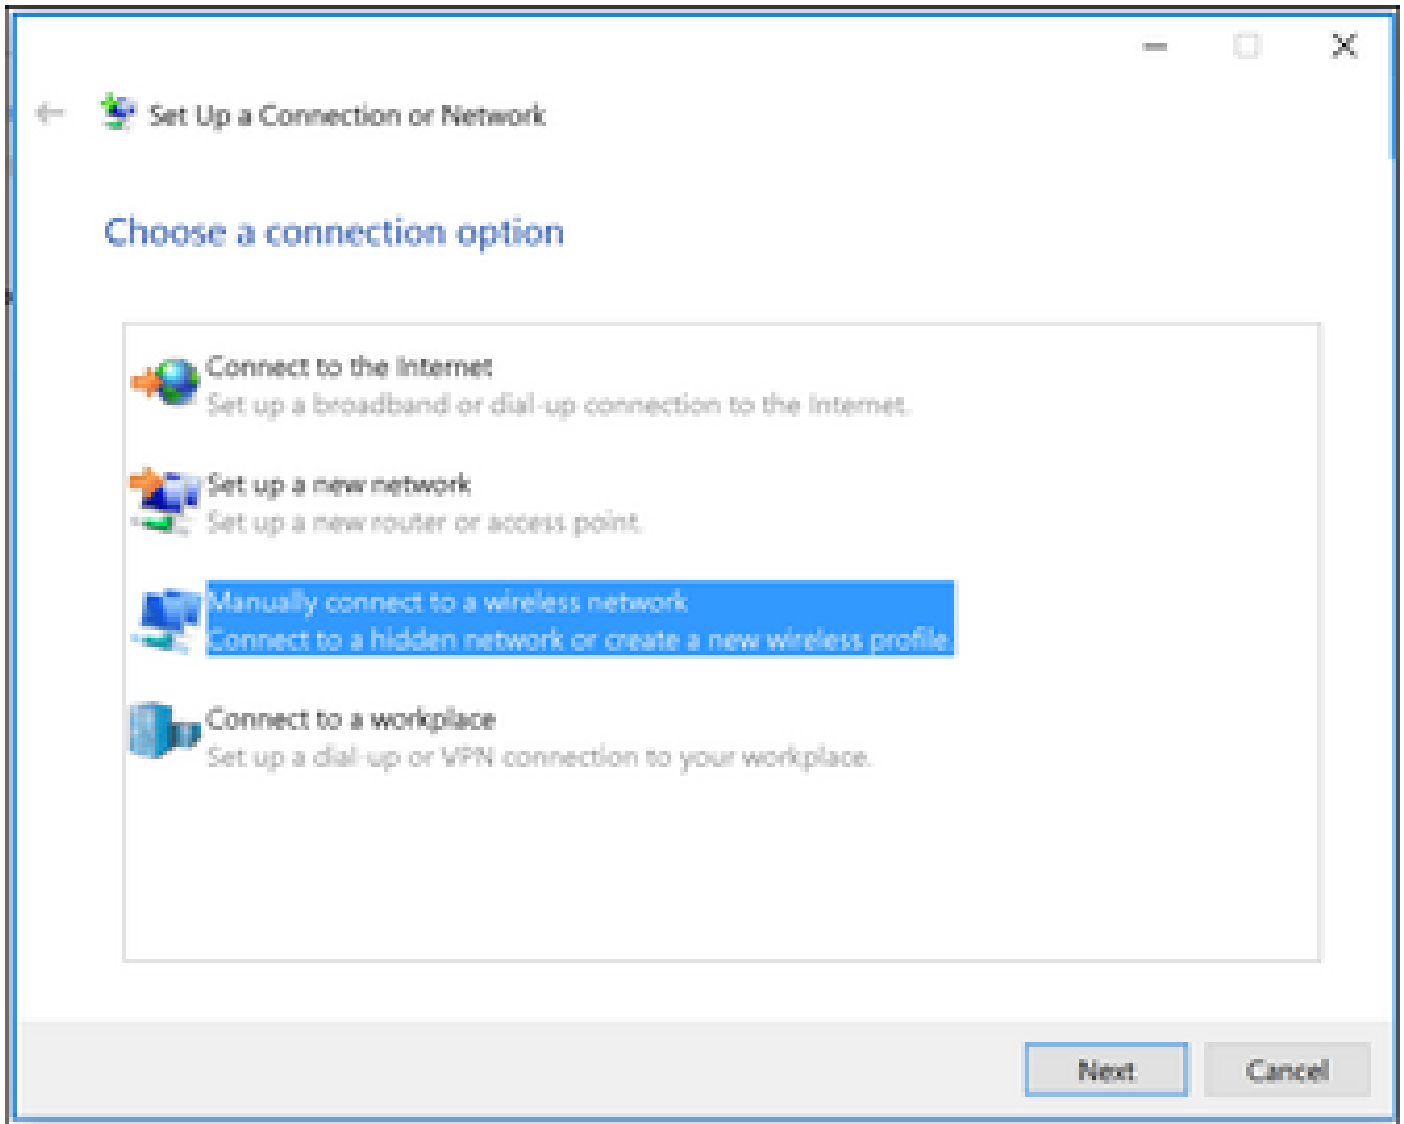 Set Up a Connection or Network
Choose a connection option
Connect to the Internet
Set up a broadband or dial-up connection to the Internet.
Set up a new network
Set up a new router or access point.
Manually connect to a wireless network
Connect to a hidden network or create a new wireless profile.
Connect to a workplace
Set up a dial-up or VPN connection to your workplace.
Next
Cancel